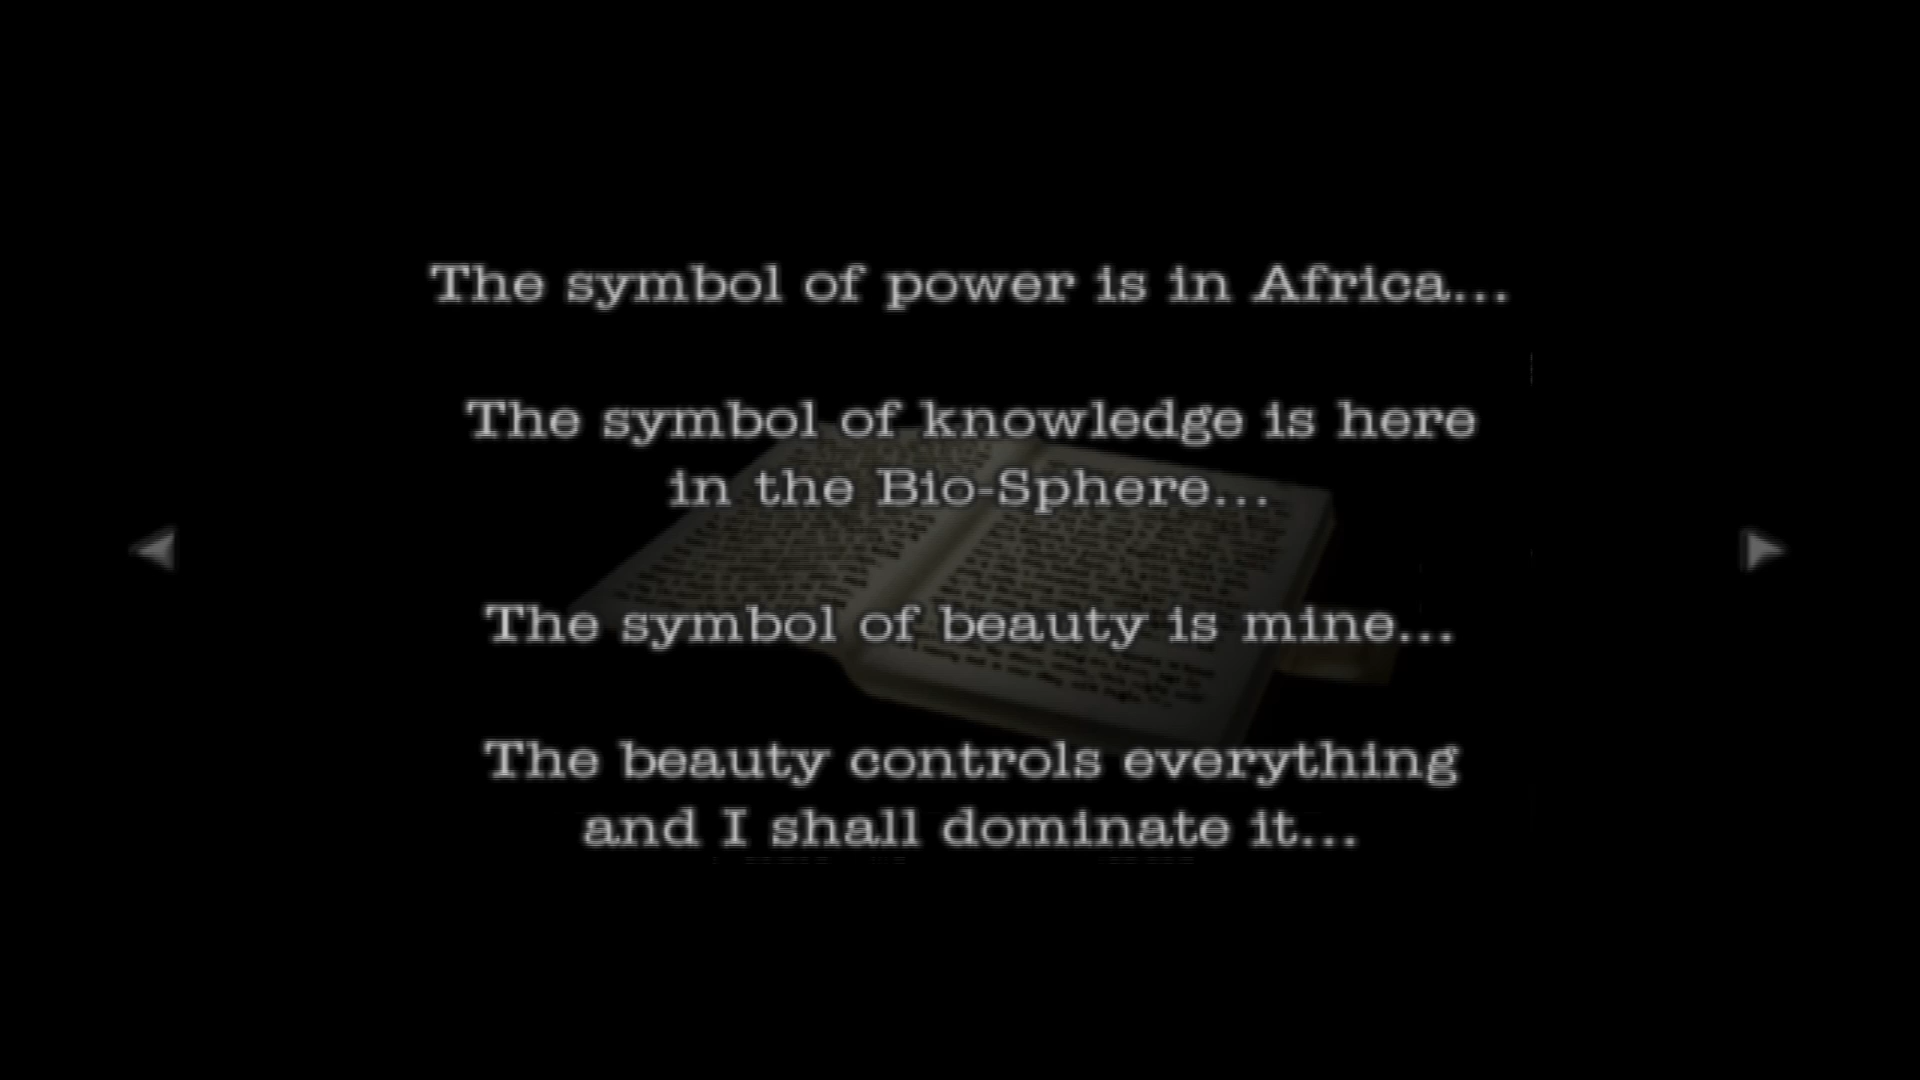 The symbol of power is in Africa...
The symbol of knowledge is here
in the Bio-Sphere...
The symbol of beauty is mine...
The beauty controls everything
and I shall dominate it...